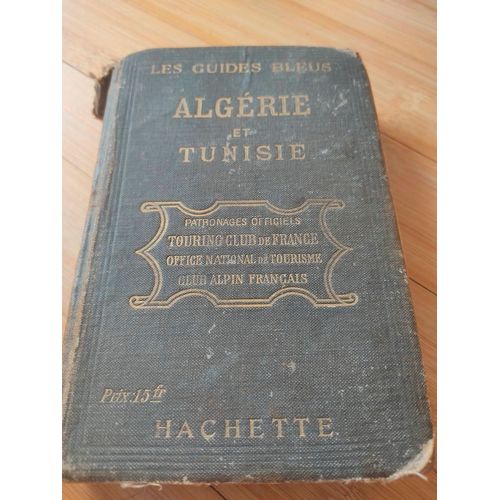 LES GUIDES BLEUS
ALGÉRIE
ET
TUNISIE
PATRONAGES OFFICIELS
TOURING CLUB DE FRANCE
OFFICE NATIONAL DE TOURISME
CLUB ALPIN FRANÇAIS
Prix: 15 fr
HACHETTE